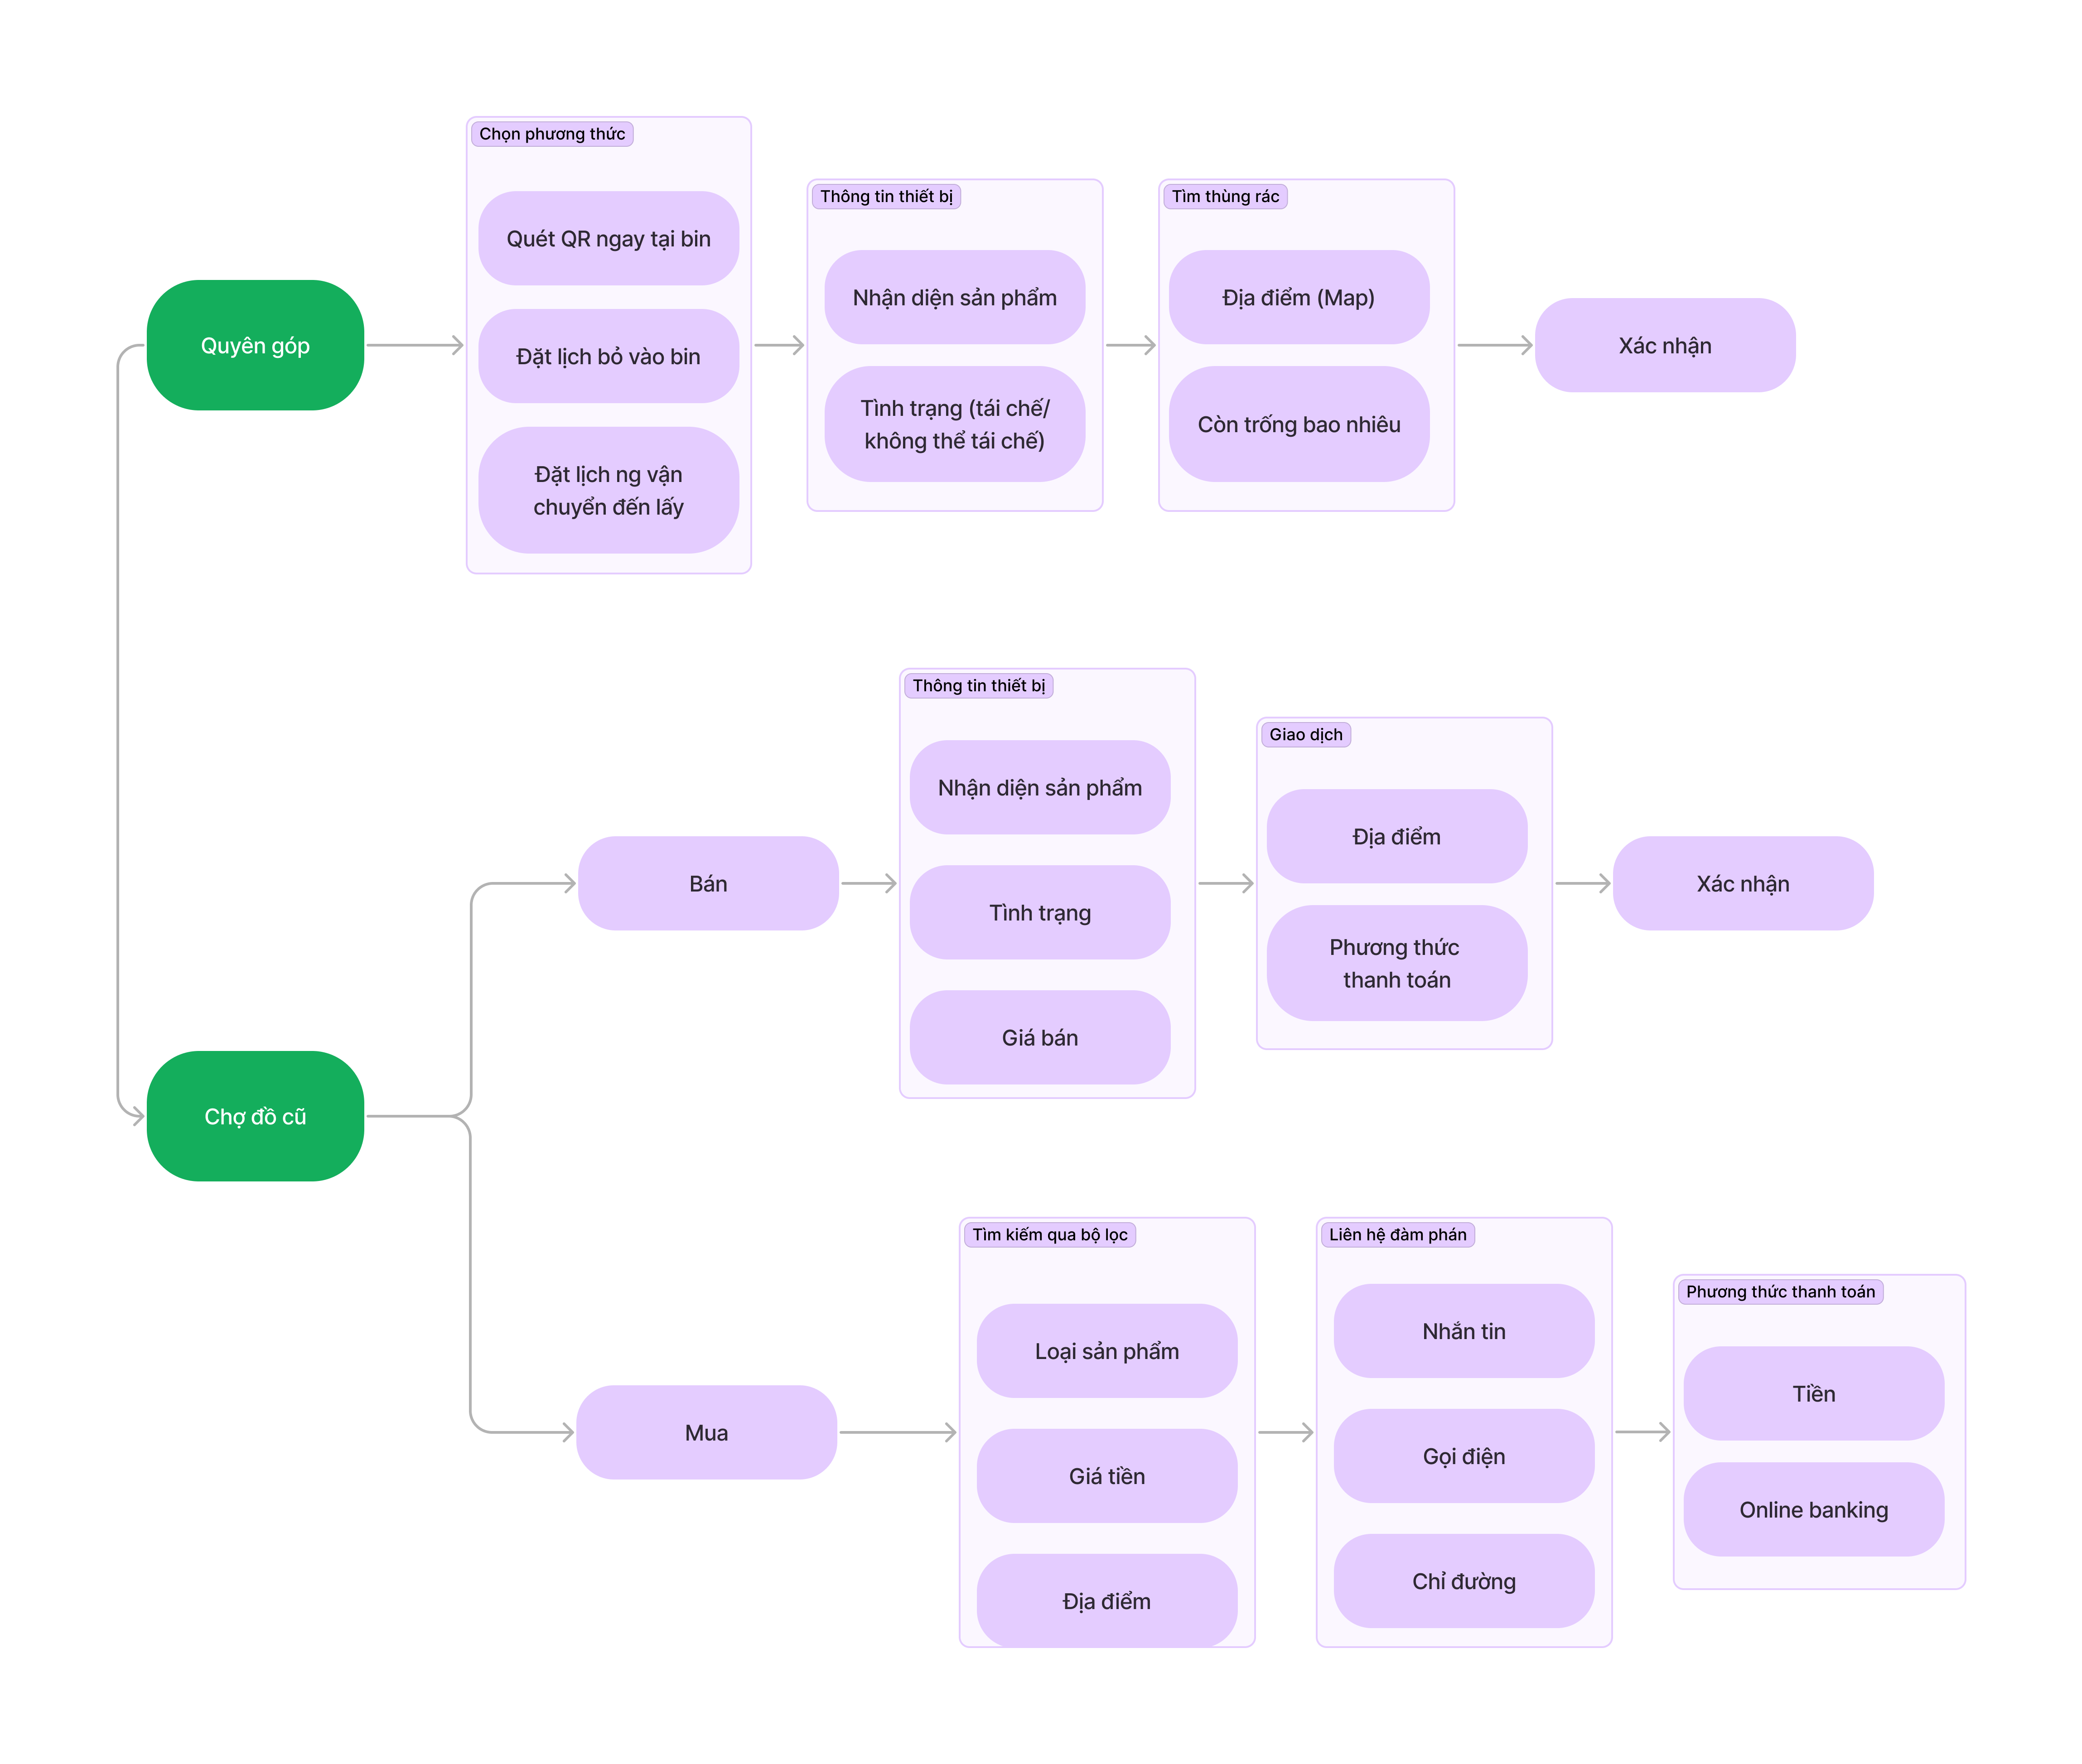 Chọn phương thức
Quét QR ngay tại bin
Đặt lịch bỏ vào bin
Đặt lịch ng vận
chuyển đến lấy
Thông tin thiết bị
Nhận diện sản phẩm
Tình trạng (tái chế/
không thể tái chế)
Tìm thùng rác
Địa điểm (Map)
Còn trống bao nhiêu
Quyên góp
Xác nhận
Thông tin thiết bị
Nhận diện sản phẩm
Tình trạng
Giá bán
Giao dịch
Địa điểm
Phương thức
thanh toán
Bán
Xác nhận
Chợ đồ cũ
Mua
Tìm kiếm qua bộ lọc
Loại sản phẩm
Giá tiền
Địa điểm
Liên hệ đàm phán
Nhắn tin
Gọi điện
Chỉ đường
Phương thức thanh toán
Tiền
Online banking